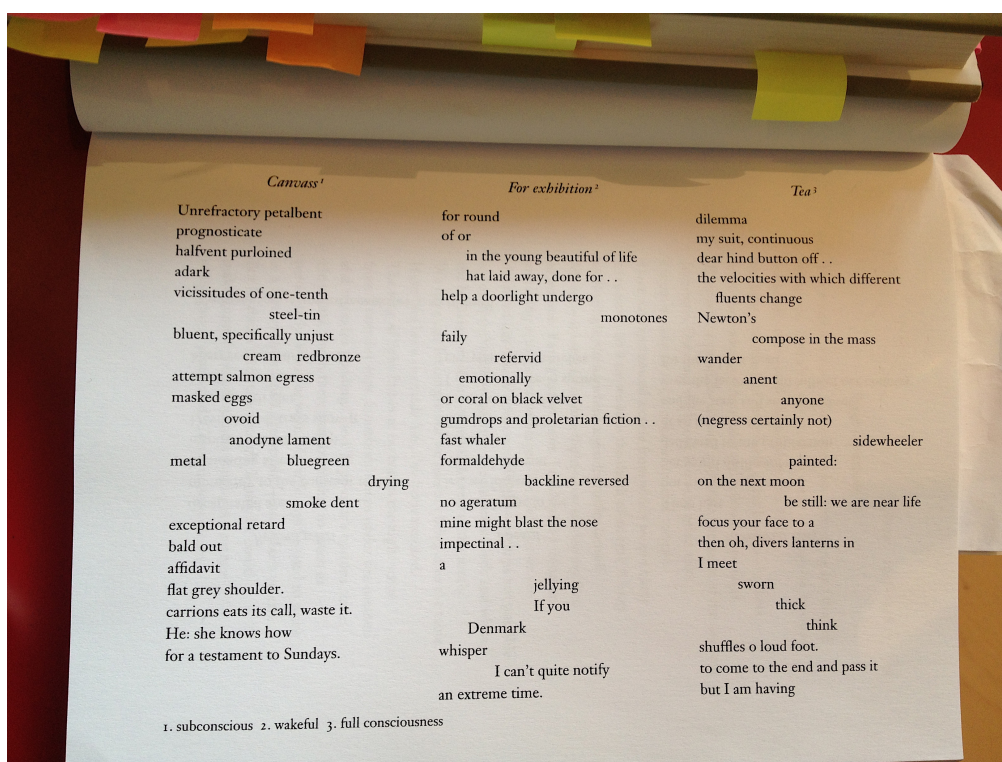 Canvass¹
Unrefractory petalbent
prognosticate
halfvent purloined
adark
vicissitudes of one-tenth
steel-tin
bluent, specifically unjust
cream redbronze
attempt salmon egress
masked eggs
ovoid
anodyne lament
metal bluegreen
drying
smoke dent
exceptional retard
bald out
affidavit
flat grey shoulder.
carrions eats its call, waste it.
He: she knows how
for a testament to Sundays.
For exhibition²
for round
of or
in the young beautiful of life
hat laid away, done for . .
help a doorlight undergo
monotones
faily
refervid
emotionally
or coral on black velvet
gumdrops and proletarian fiction . .
fast whaler
formaldehyde
backline reversed
no ageratum
mine might blast the nose
impectinal . .
a
jellying
If you
Denmark
whisper
I can't quite notify
an extreme time.
Tea³
dilemma
my suit, continuous
dear hind button off . .
the velocities with which different
fluents change
Newton's
compose in the mass
wander
anent
anyone
(negress certainly not)
sidewheeler
painted:
on the next moon
be still: we are near life
focus your face to a
then oh, divers lanterns in
I meet
sworn
thick
think
shuffles o loud foot.
to come to the end and pass it
but I am having
1. subconscious 2. wakeful 3. full consciousness